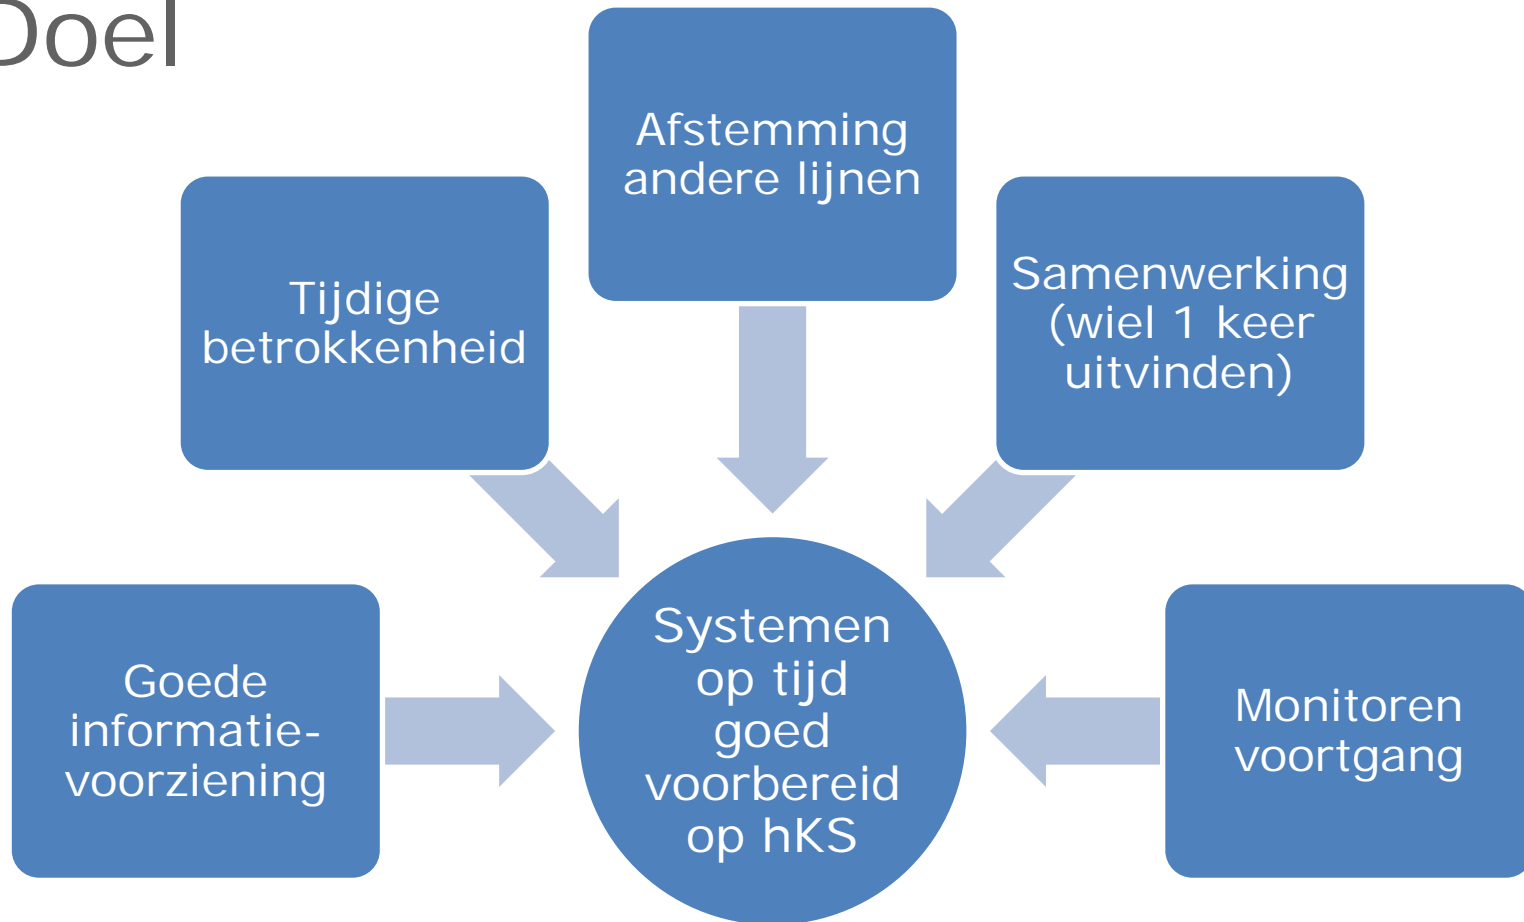 Doel
Afstemming
andere lijnen
Tijdige
betrokkenheid
Samenwerking
(wiel 1 keer
uitvinden)
Goede
informatie-
voorziening
Systemen
op tijd
goed
voorbereid
op hKS
Monitoren
voortgang